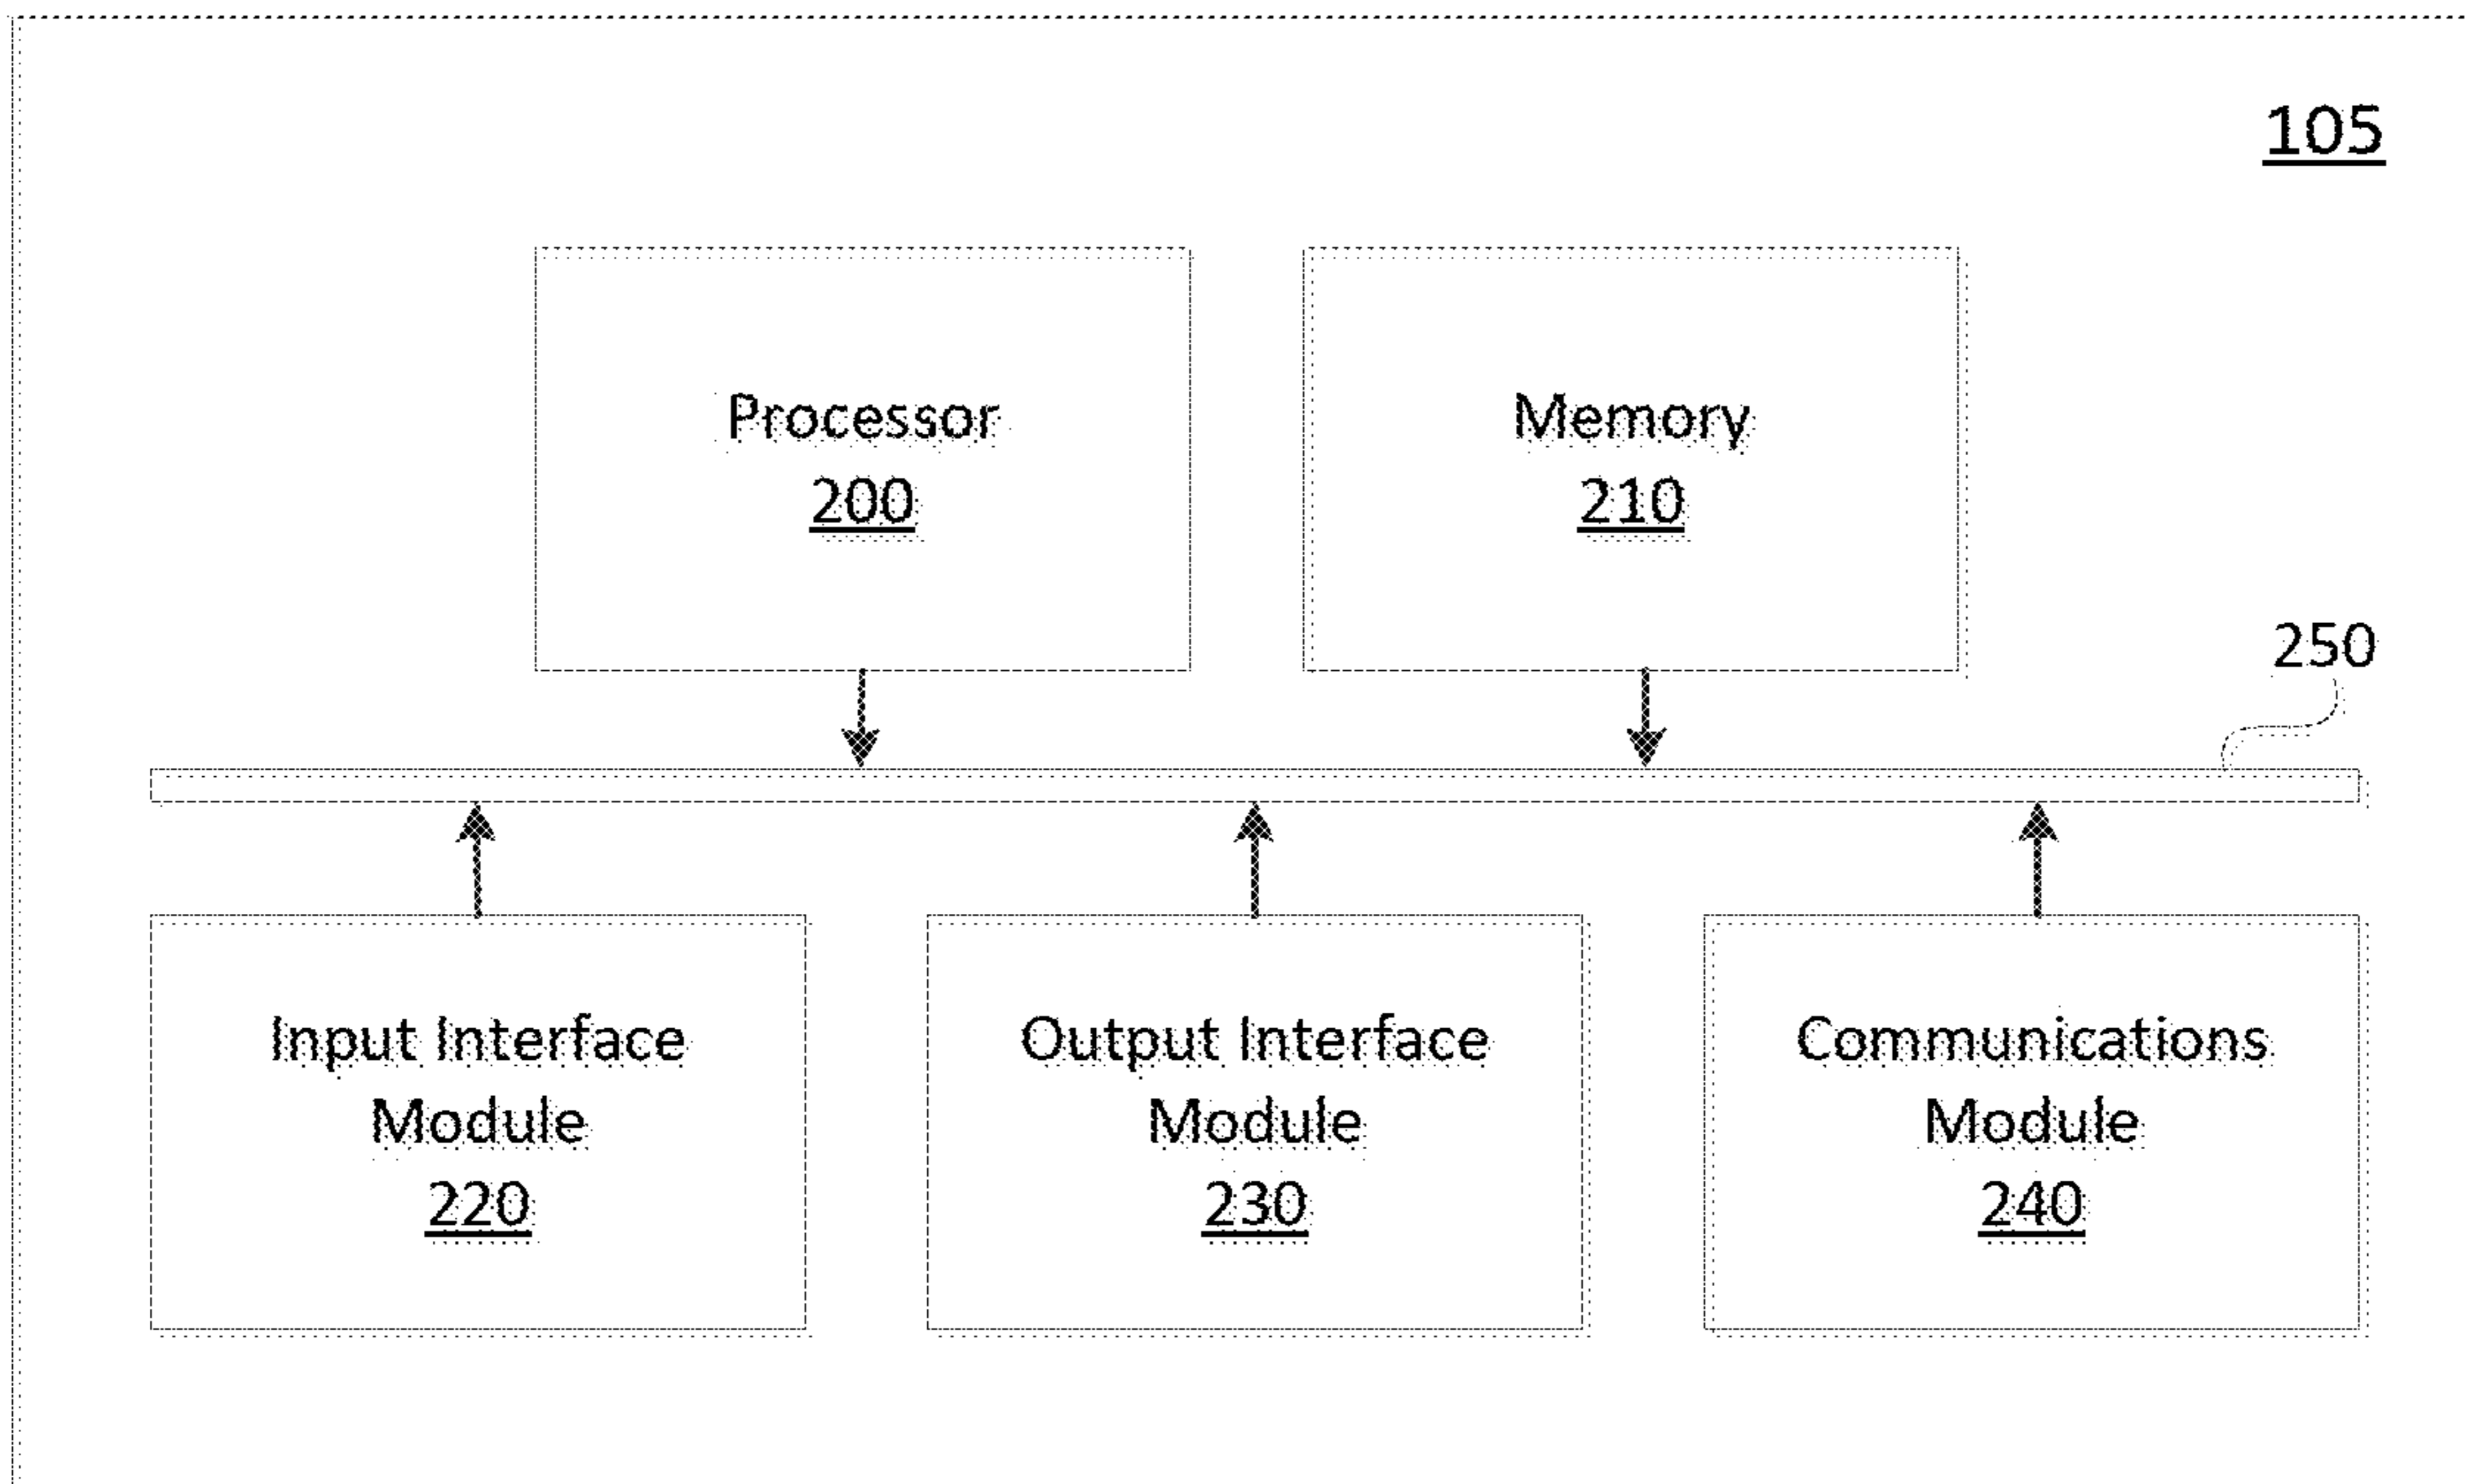 105
Processor
200
Memory
210
250
Input Interface
Module
220
Output Interface
Module
230
Communications
Module
240